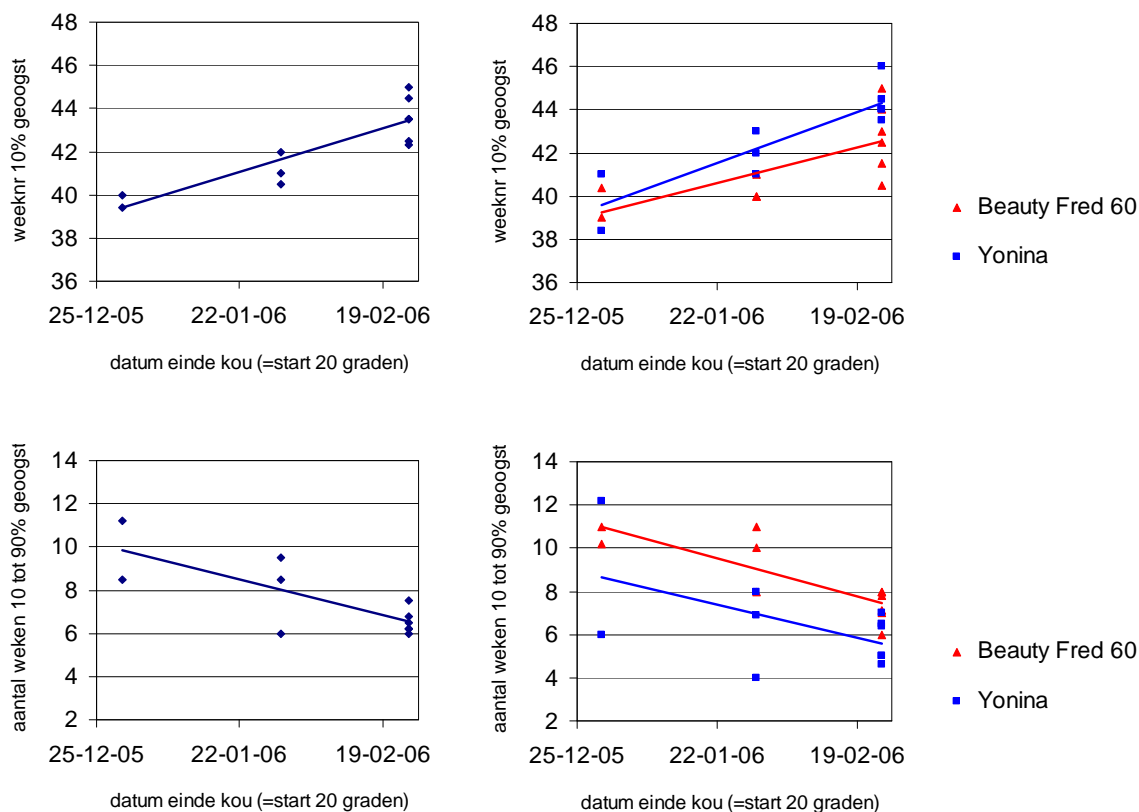 weeknr 10% geoogst
48
46
44
42
40
38
36
25-12-05 22-01-06 19-02-06
datum einde kou (=start 20 graden)
weeknr 10% geoogst
48
46
44
42
40
38
36
25-12-05 22-01-06 19-02-06
datum einde kou (=start 20 graden)
Beauty Fred 60
Yonina
aantal weken 10 tot 90% geoogst
14
12
10
8
6
4
2
25-12-05 22-01-06 19-02-06
datum einde kou (=start 20 graden)
aantal weken 10 tot 90% geoogst
14
12
10
8
6
4
2
25-12-05 22-01-06 19-02-06
datum einde kou (=start 20 graden)
Beauty Fred 60
Yonina